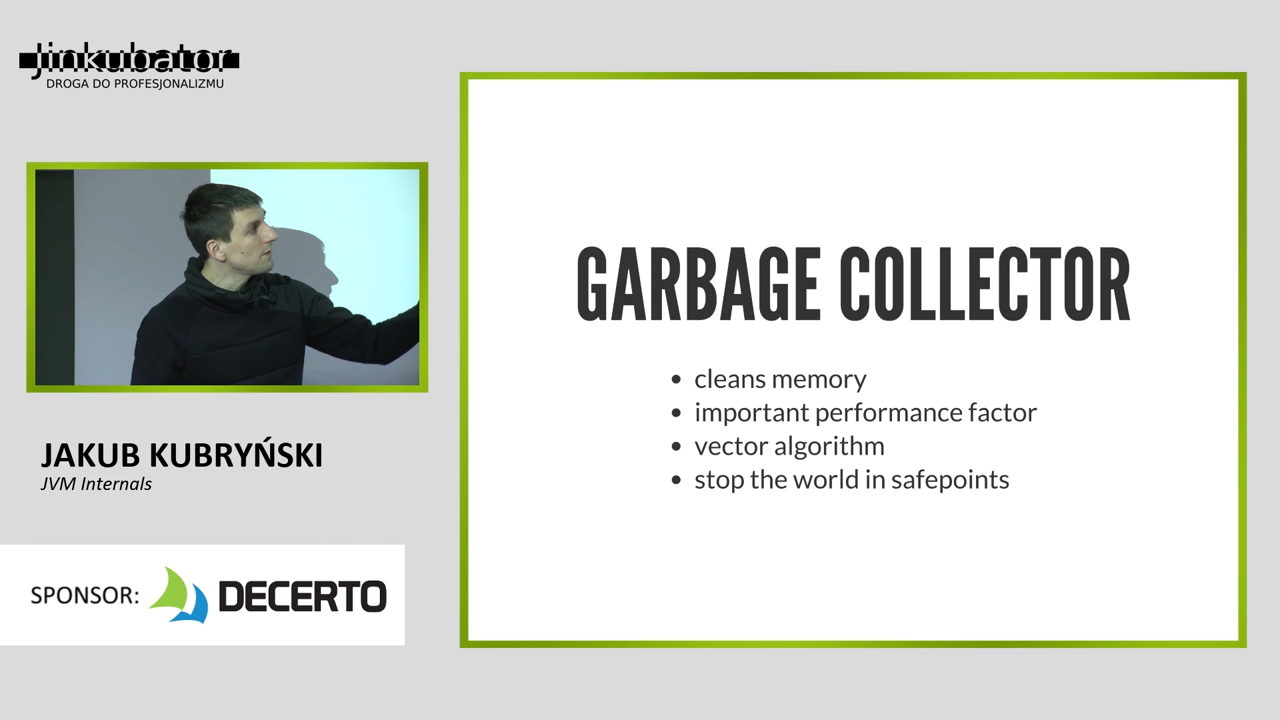 Jinkubator
DROGA DO PROFESJONALIZMU
JAKUB KUBRYŃSKI
JVM Internals
SPONSOR: DECERTO
GARBAGE COLLECTOR
• cleans memory
• important performance factor
• vector algorithm
• stop the world in safepoints